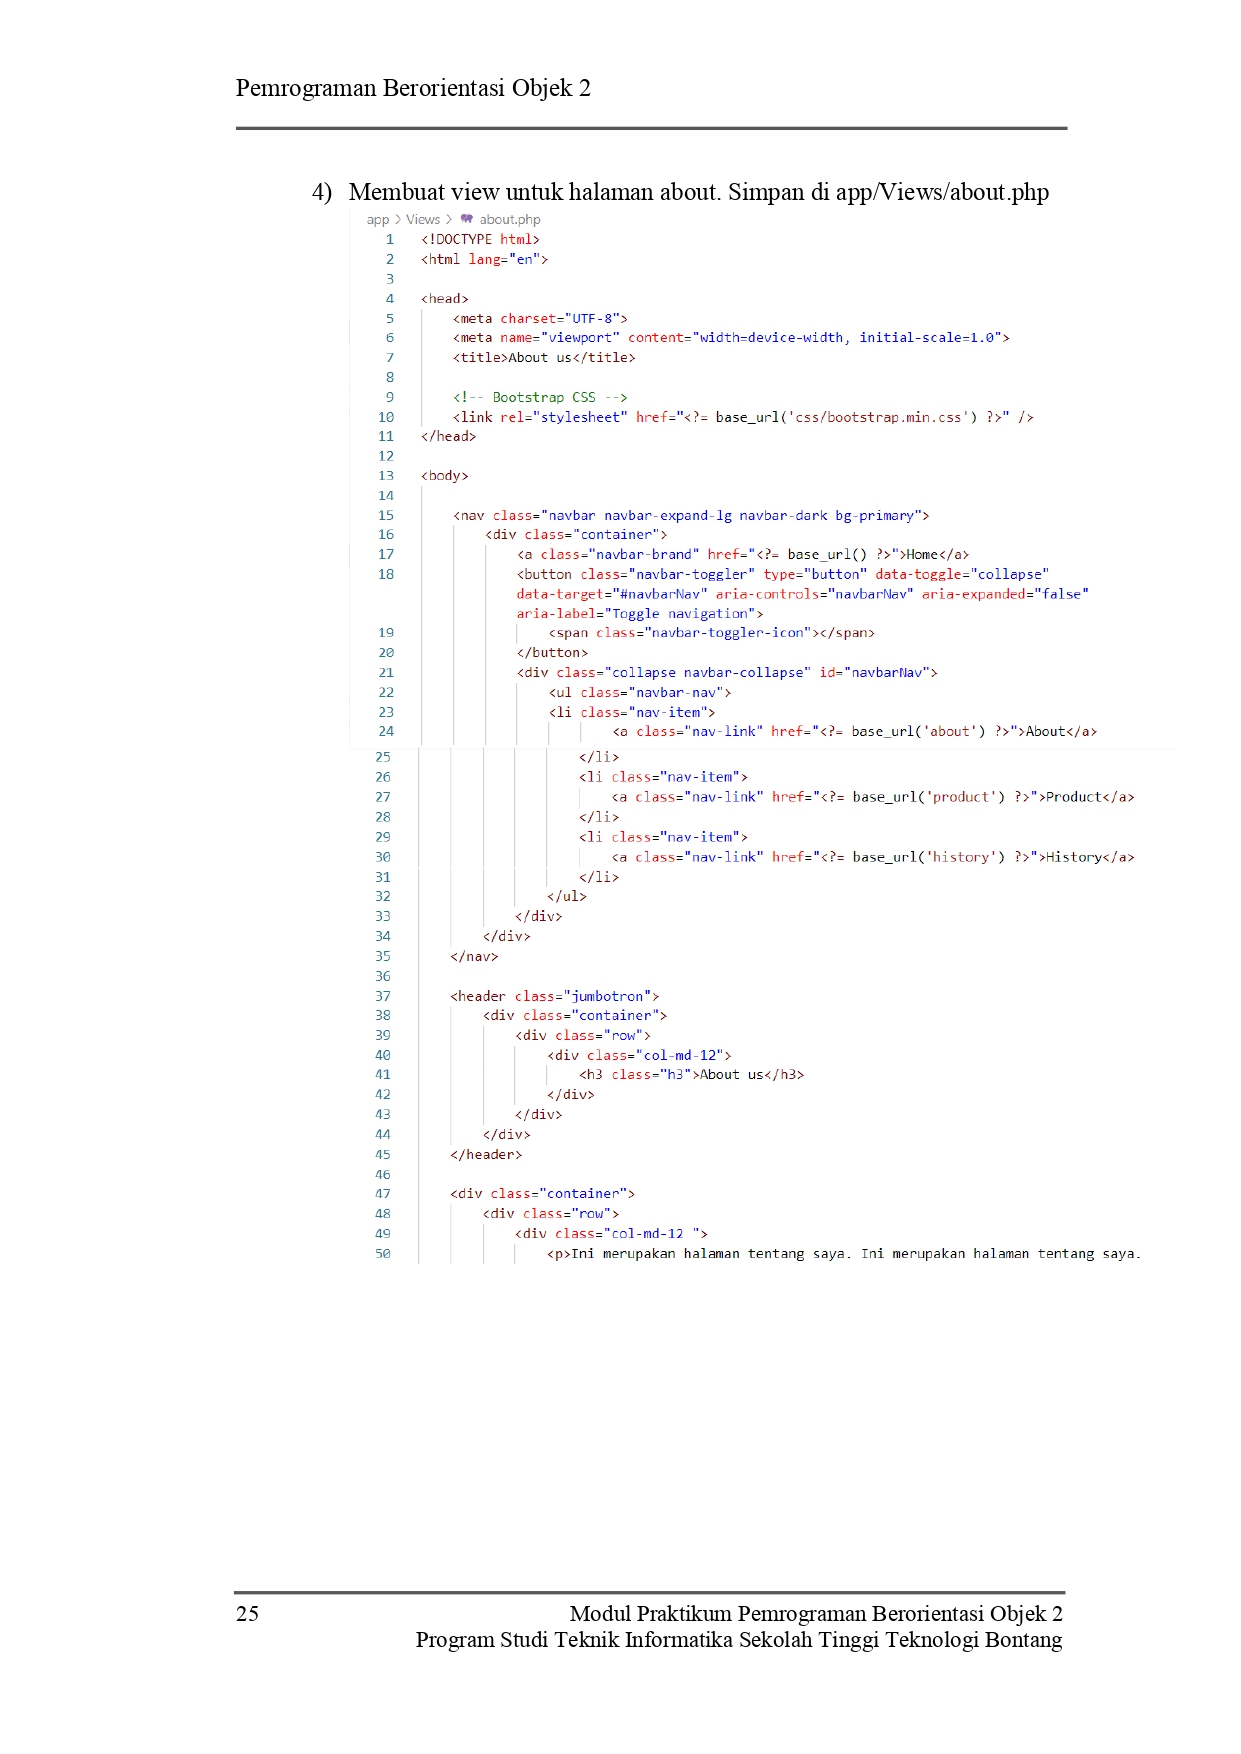 Pemrograman Berorientasi Objek 2
4) Membuat view untuk halaman about. Simpan di app/Views/about.php
app > Views > about.php
1 <!DOCTYPE html>
2 <html lang="en">
3
4 <head>
5 <meta charset="UTF-8">
6 <meta name="viewport" content="width=device-width, initial-scale=1.0">
7 <title>About us</title>
8
9 <!-- Bootstrap CSS -->
10 <link rel="stylesheet" href="<?= base_url('css/bootstrap.min.css') ?>" />
11 </head>
12
13 <body>
14
15 <nav class="navbar navbar-expand-lg navbar-dark bg-primary">
16 <div class="container">
17 <a class="navbar-brand" href="<?= base_url() ?>">Home</a>
18 <button class="navbar-toggler" type="button" data-toggle="collapse"
data-target="#navbarNav" aria-controls="navbarNav" aria-expanded="false"
aria-label="Toggle navigation">
19 <span class="navbar-toggler-icon"></span>
20 </button>
21 <div class="collapse navbar-collapse" id="navbarNav">
22 <ul class="navbar-nav">
23 <li class="nav-item">
24 <a class="nav-link" href="<?= base_url('about') ?>">About</a>
25 </li>
26 <li class="nav-item">
27 <a class="nav-link" href="<?= base_url('product') ?>">Product</a>
28 </li>
29 <li class="nav-item">
30 <a class="nav-link" href="<?= base_url('history') ?>">History</a>
31 </li>
32 </ul>
33 </div>
34 </div>
35 </nav>
36
37 <header class="jumbotron">
38 <div class="container">
39 <div class="row">
40 <div class="col-md-12">
41 <h3 class="h3">About us</h3>
42 </div>
43 </div>
44 </div>
45 </header>
46
47 <div class="container">
48 <div class="row">
49 <div class="col-md-12 ">
50 <p>Ini merupakan halaman tentang saya. Ini merupakan halaman tentang saya.
25 Modul Praktikum Pemrograman Berorientasi Objek 2
Program Studi Teknik Informatika Sekolah Tinggi Teknologi Bontang